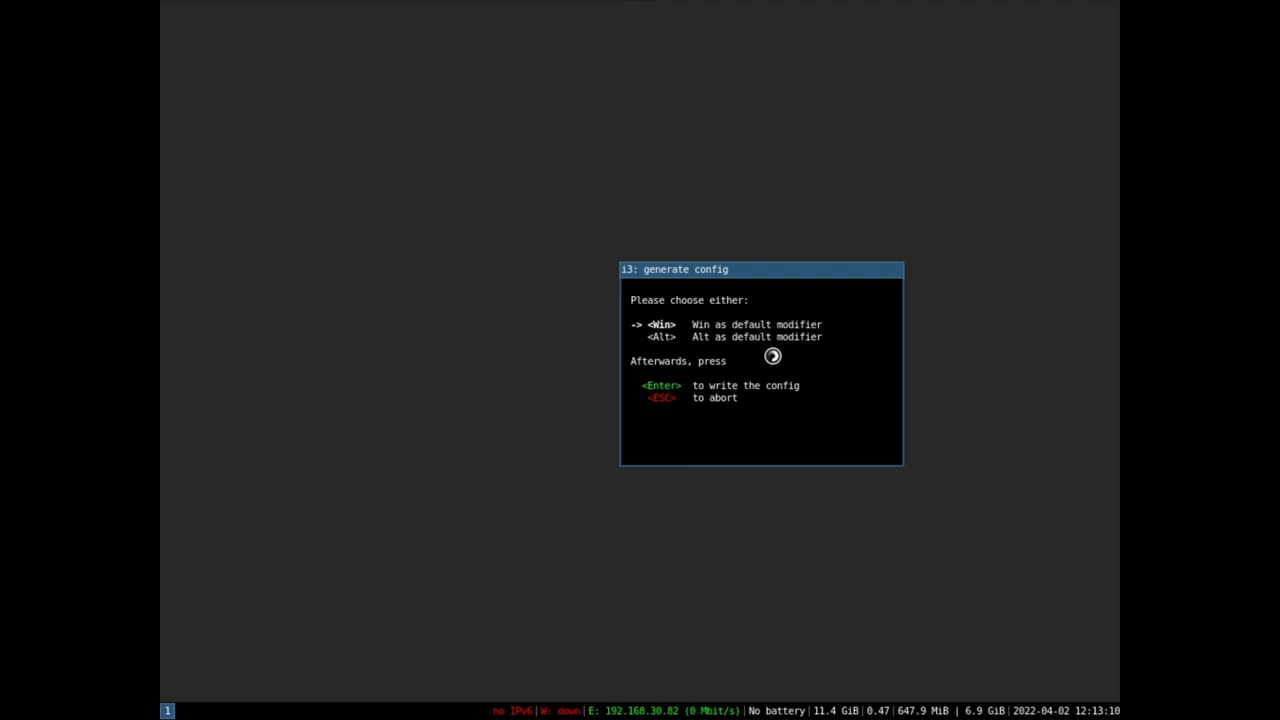 i3: generate config
Please choose either:
-> <Win> Win as default modifier
<Alt> Alt as default modifier
Afterwards, press
<Enter> to write the config
<ESC> to abort
1
no IPv6|W: down|E: 192.168.30.82 (0 Mbit/s)|No battery|11.4 GiB|0.47|647.9 MiB | 6.9 GiB|2022-04-02 12:13:10